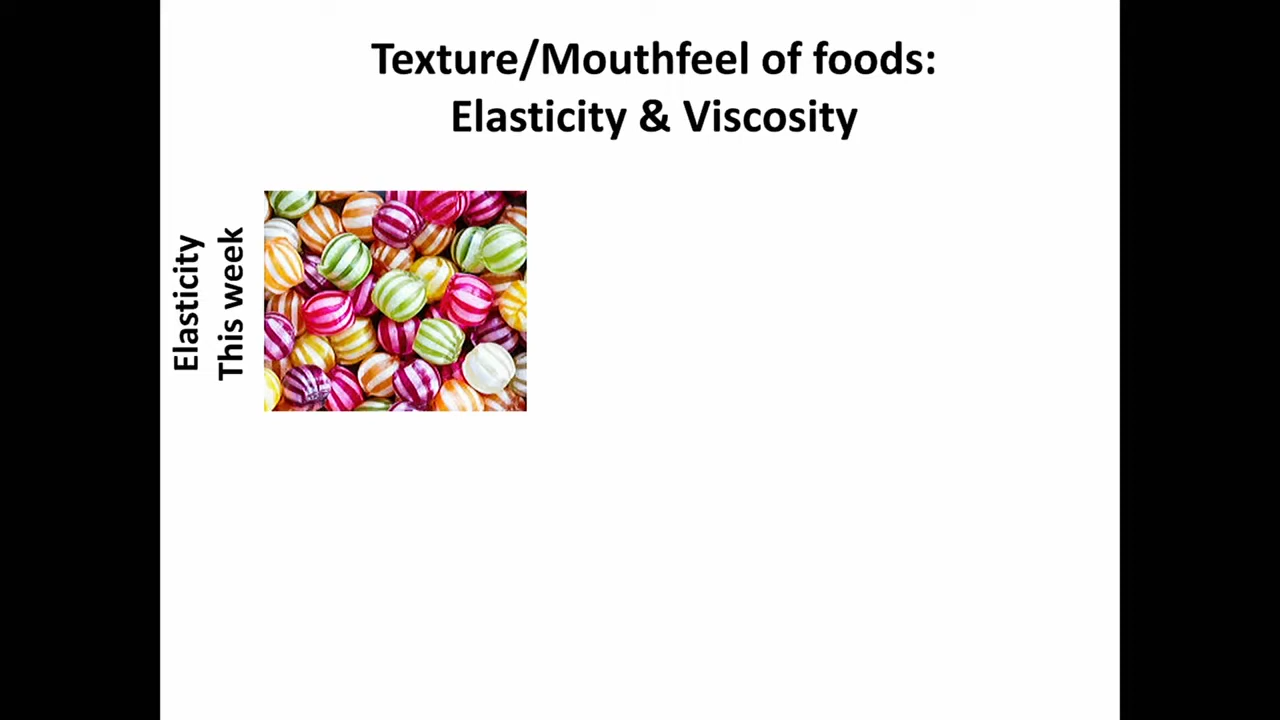 Texture/Mouthfeel of foods:
Elasticity & Viscosity
Elasticity
This week